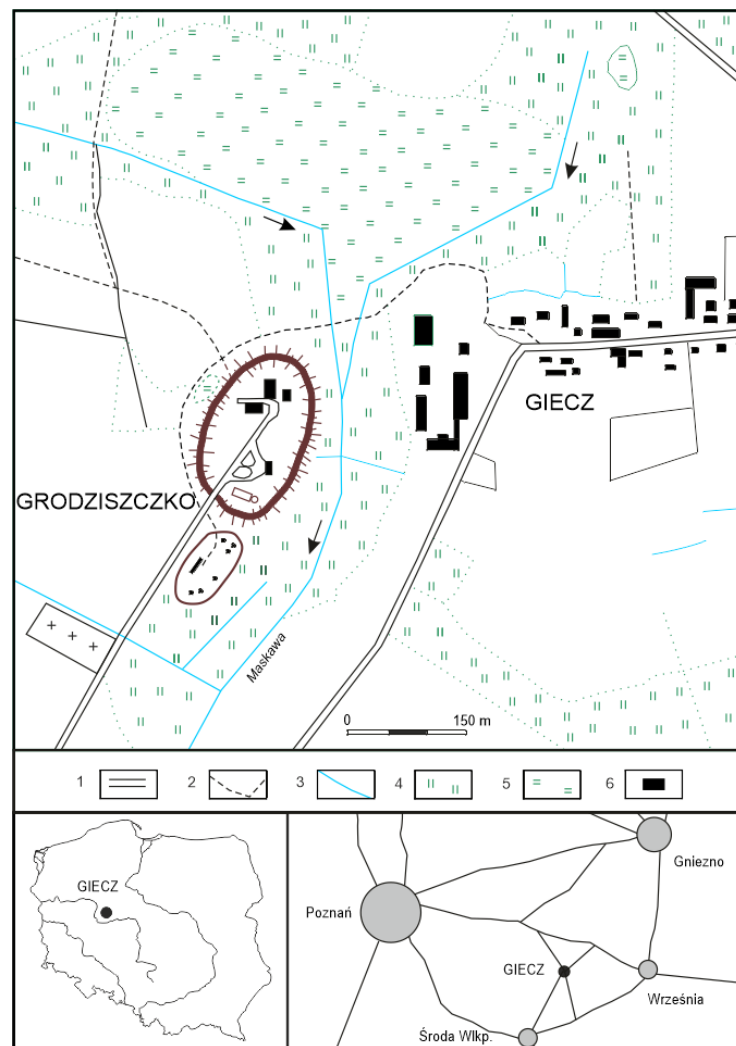 GIECZ
GRODZISZCZKO
Maskawa
0 150 m
1 2 3 4 5 6
GIECZ
Gniezno
Poznań
GIECZ
Września
Środa Wlkp.